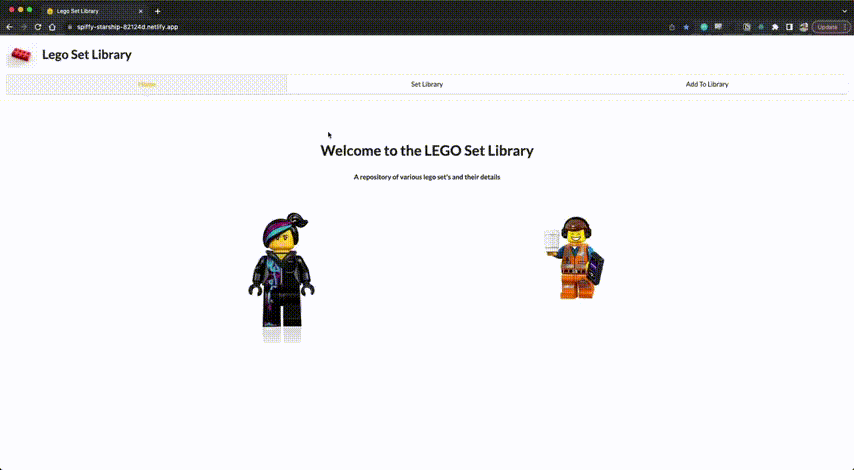 Lego Set Library
spiffy-starship-82124d.netlify.app
Update
Lego Set Library
Home
Set Library
Add To Library
Welcome to the LEGO Set Library
A repository of various lego set's and their details